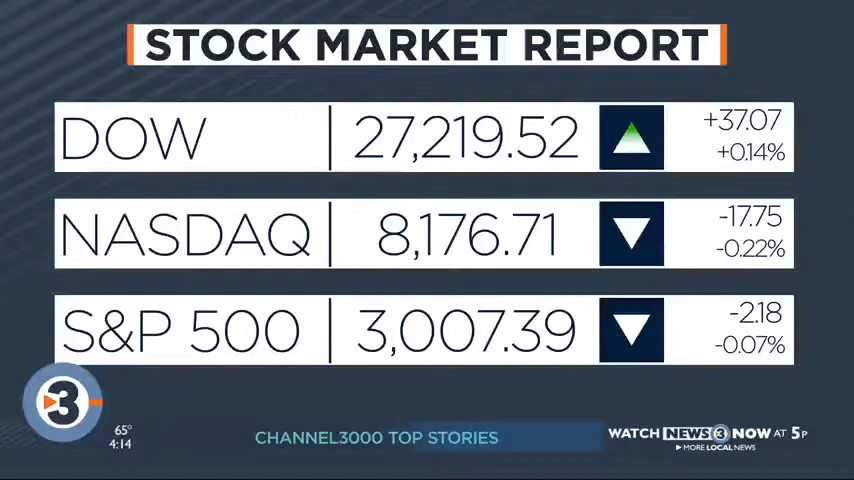 STOCK MARKET REPORT
DOW 27,219.52 +37.07
+0.14%
NASDAQ 8,176.71 -17.75
-0.22%
S&P 500 3,007.39 -2.18
-0.07%
3
65°
4:14
CHANNEL3000 TOP STORIES
WATCH NEWS 3 NOW AT 5P
MORE LOCAL NEWS